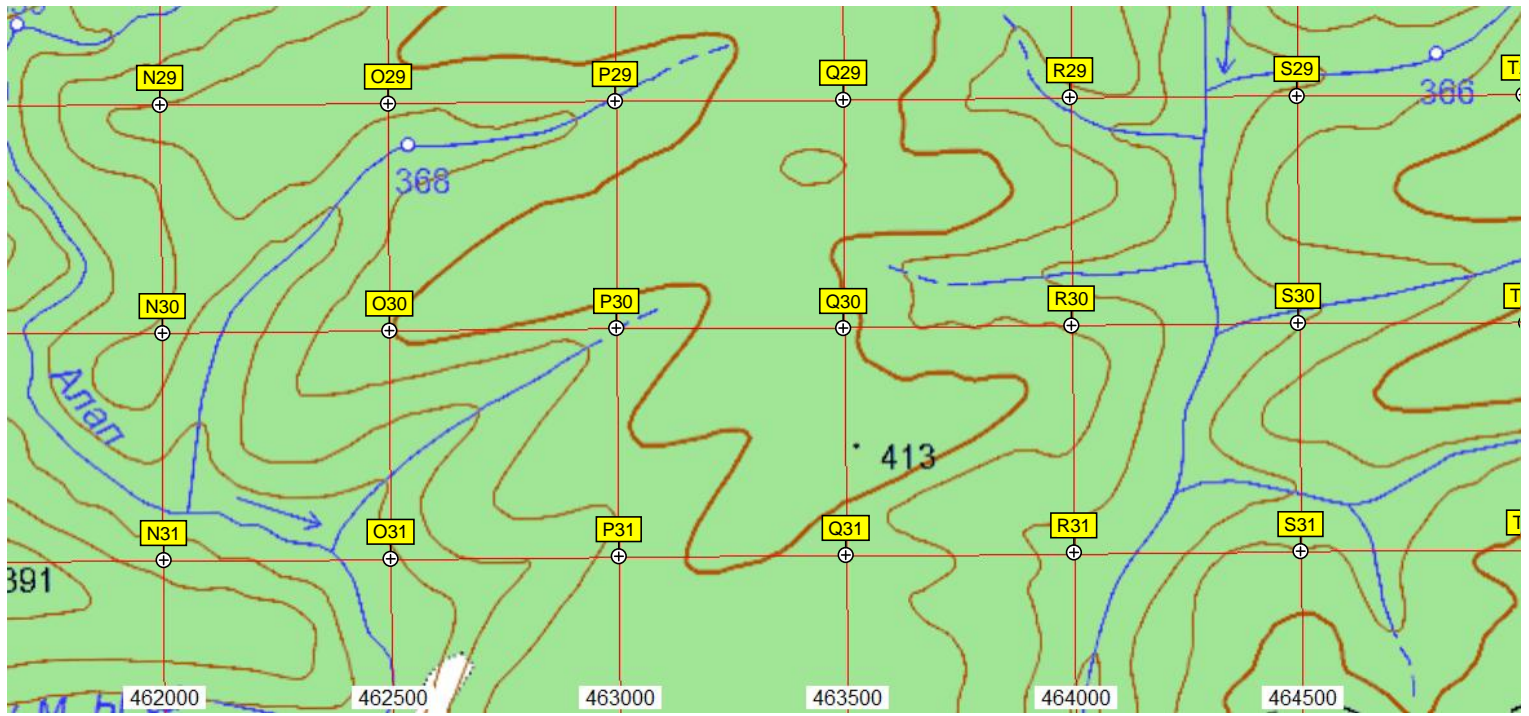 N29 O29 P29 Q29 R29 S29
366
368
N30 O30 P30 Q30 R30 S30
Алап
413
N31 O31 P31 Q31 R31 S31
391
462000 462500 463000 463500 464000 464500